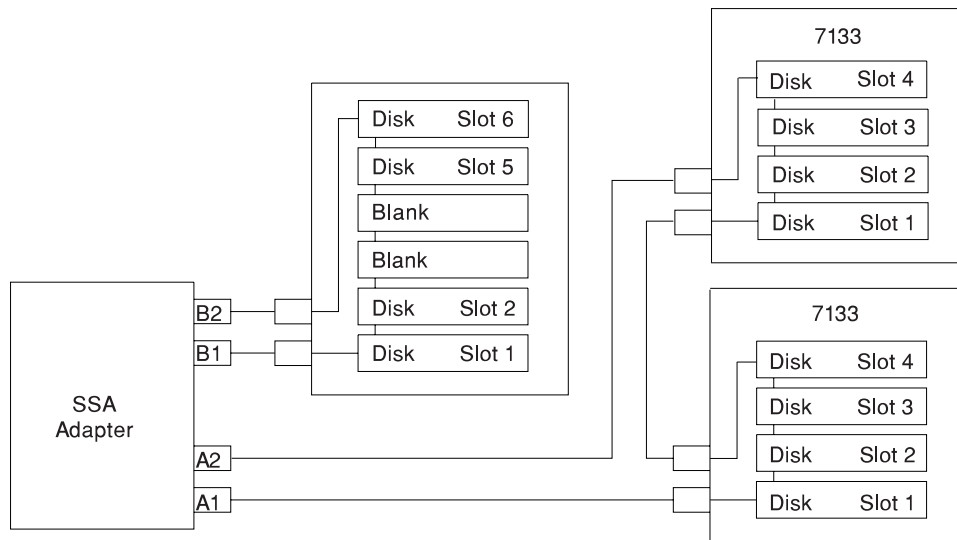 7133
Disk Slot 4
Disk Slot 3
Disk Slot 2
Disk Slot 1
Disk Slot 6
Disk Slot 5
Blank
Blank
Disk Slot 2
Disk Slot 1
B2
B1
SSA
Adapter
A2
A1
7133
Disk Slot 4
Disk Slot 3
Disk Slot 2
Disk Slot 1